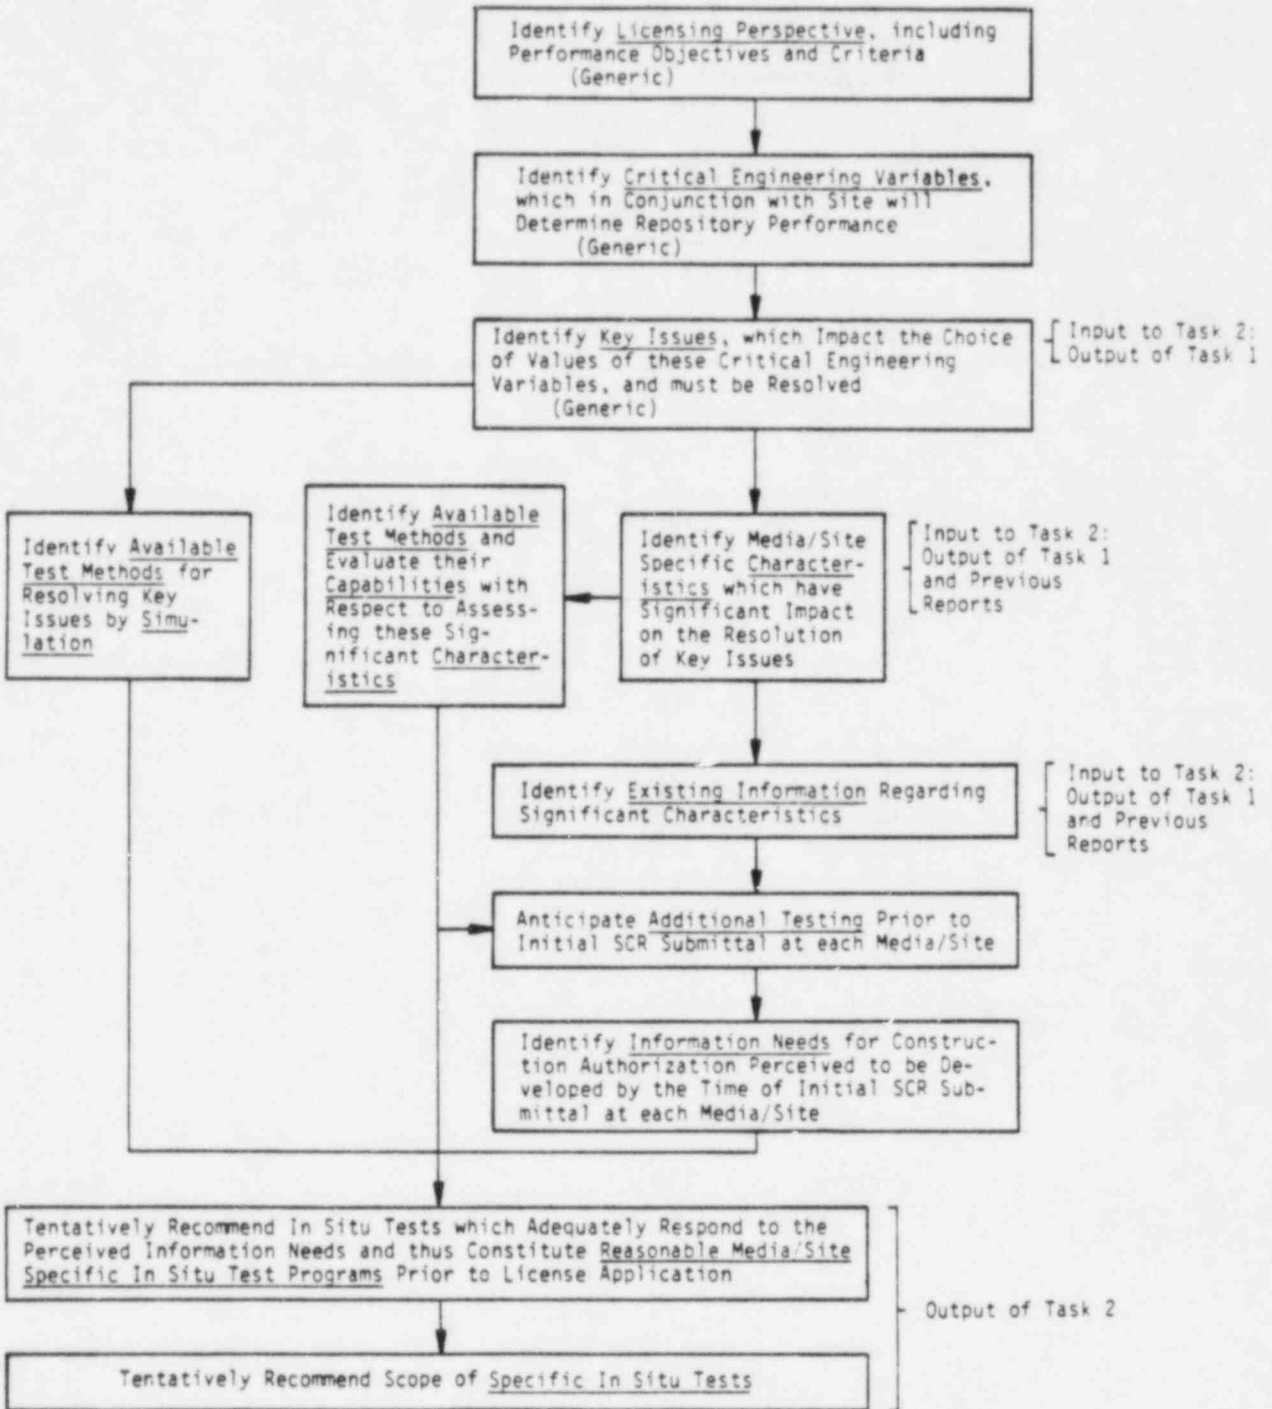 Identify Licensing Perspective, including
Performance Objectives and Criteria
(Generic)
Identify Critical Engineering Variables,
which in Conjunction with Site will
Determine Repository Performance
(Generic)
Identify Key Issues, which Impact the Choice
of Values of these Critical Engineering
Variables, and must be Resolved
(Generic)
Input to Task 2:
Output of Task 1
Identify Available
Test Methods for
Resolving Key
Issues by Simu-
lation
Identify Available
Test Methods and
Evaluate their
Capabilities with
Respect to Assess-
ing these Sig-
nificant Character-
istics
Identify Media/Site
Specific Character-
istics which have
Significant Impact
on the Resolution
of Key Issues
Input to Task 2:
Output of Task 1
and Previous
Reports
Identify Existing Information Regarding
Significant Characteristics
Input to Task 2:
Output of Task 1
and Previous
Reports
Anticipate Additional Testing Prior to
Initial SCR Submittal at each Media/Site
Identify Information Needs for Construc-
tion Authorization Perceived to be De-
veloped by the Time of Initial SCR Sub-
mittal at each Media/Site
Tentatively Recommend In Situ Tests which Adequately Respond to the
Perceived Information Needs and thus Constitute Reasonable Media/Site
Specific In Situ Test Programs Prior to License Application
Output of Task 2
Tentatively Recommend Scope of Specific In Situ Tests